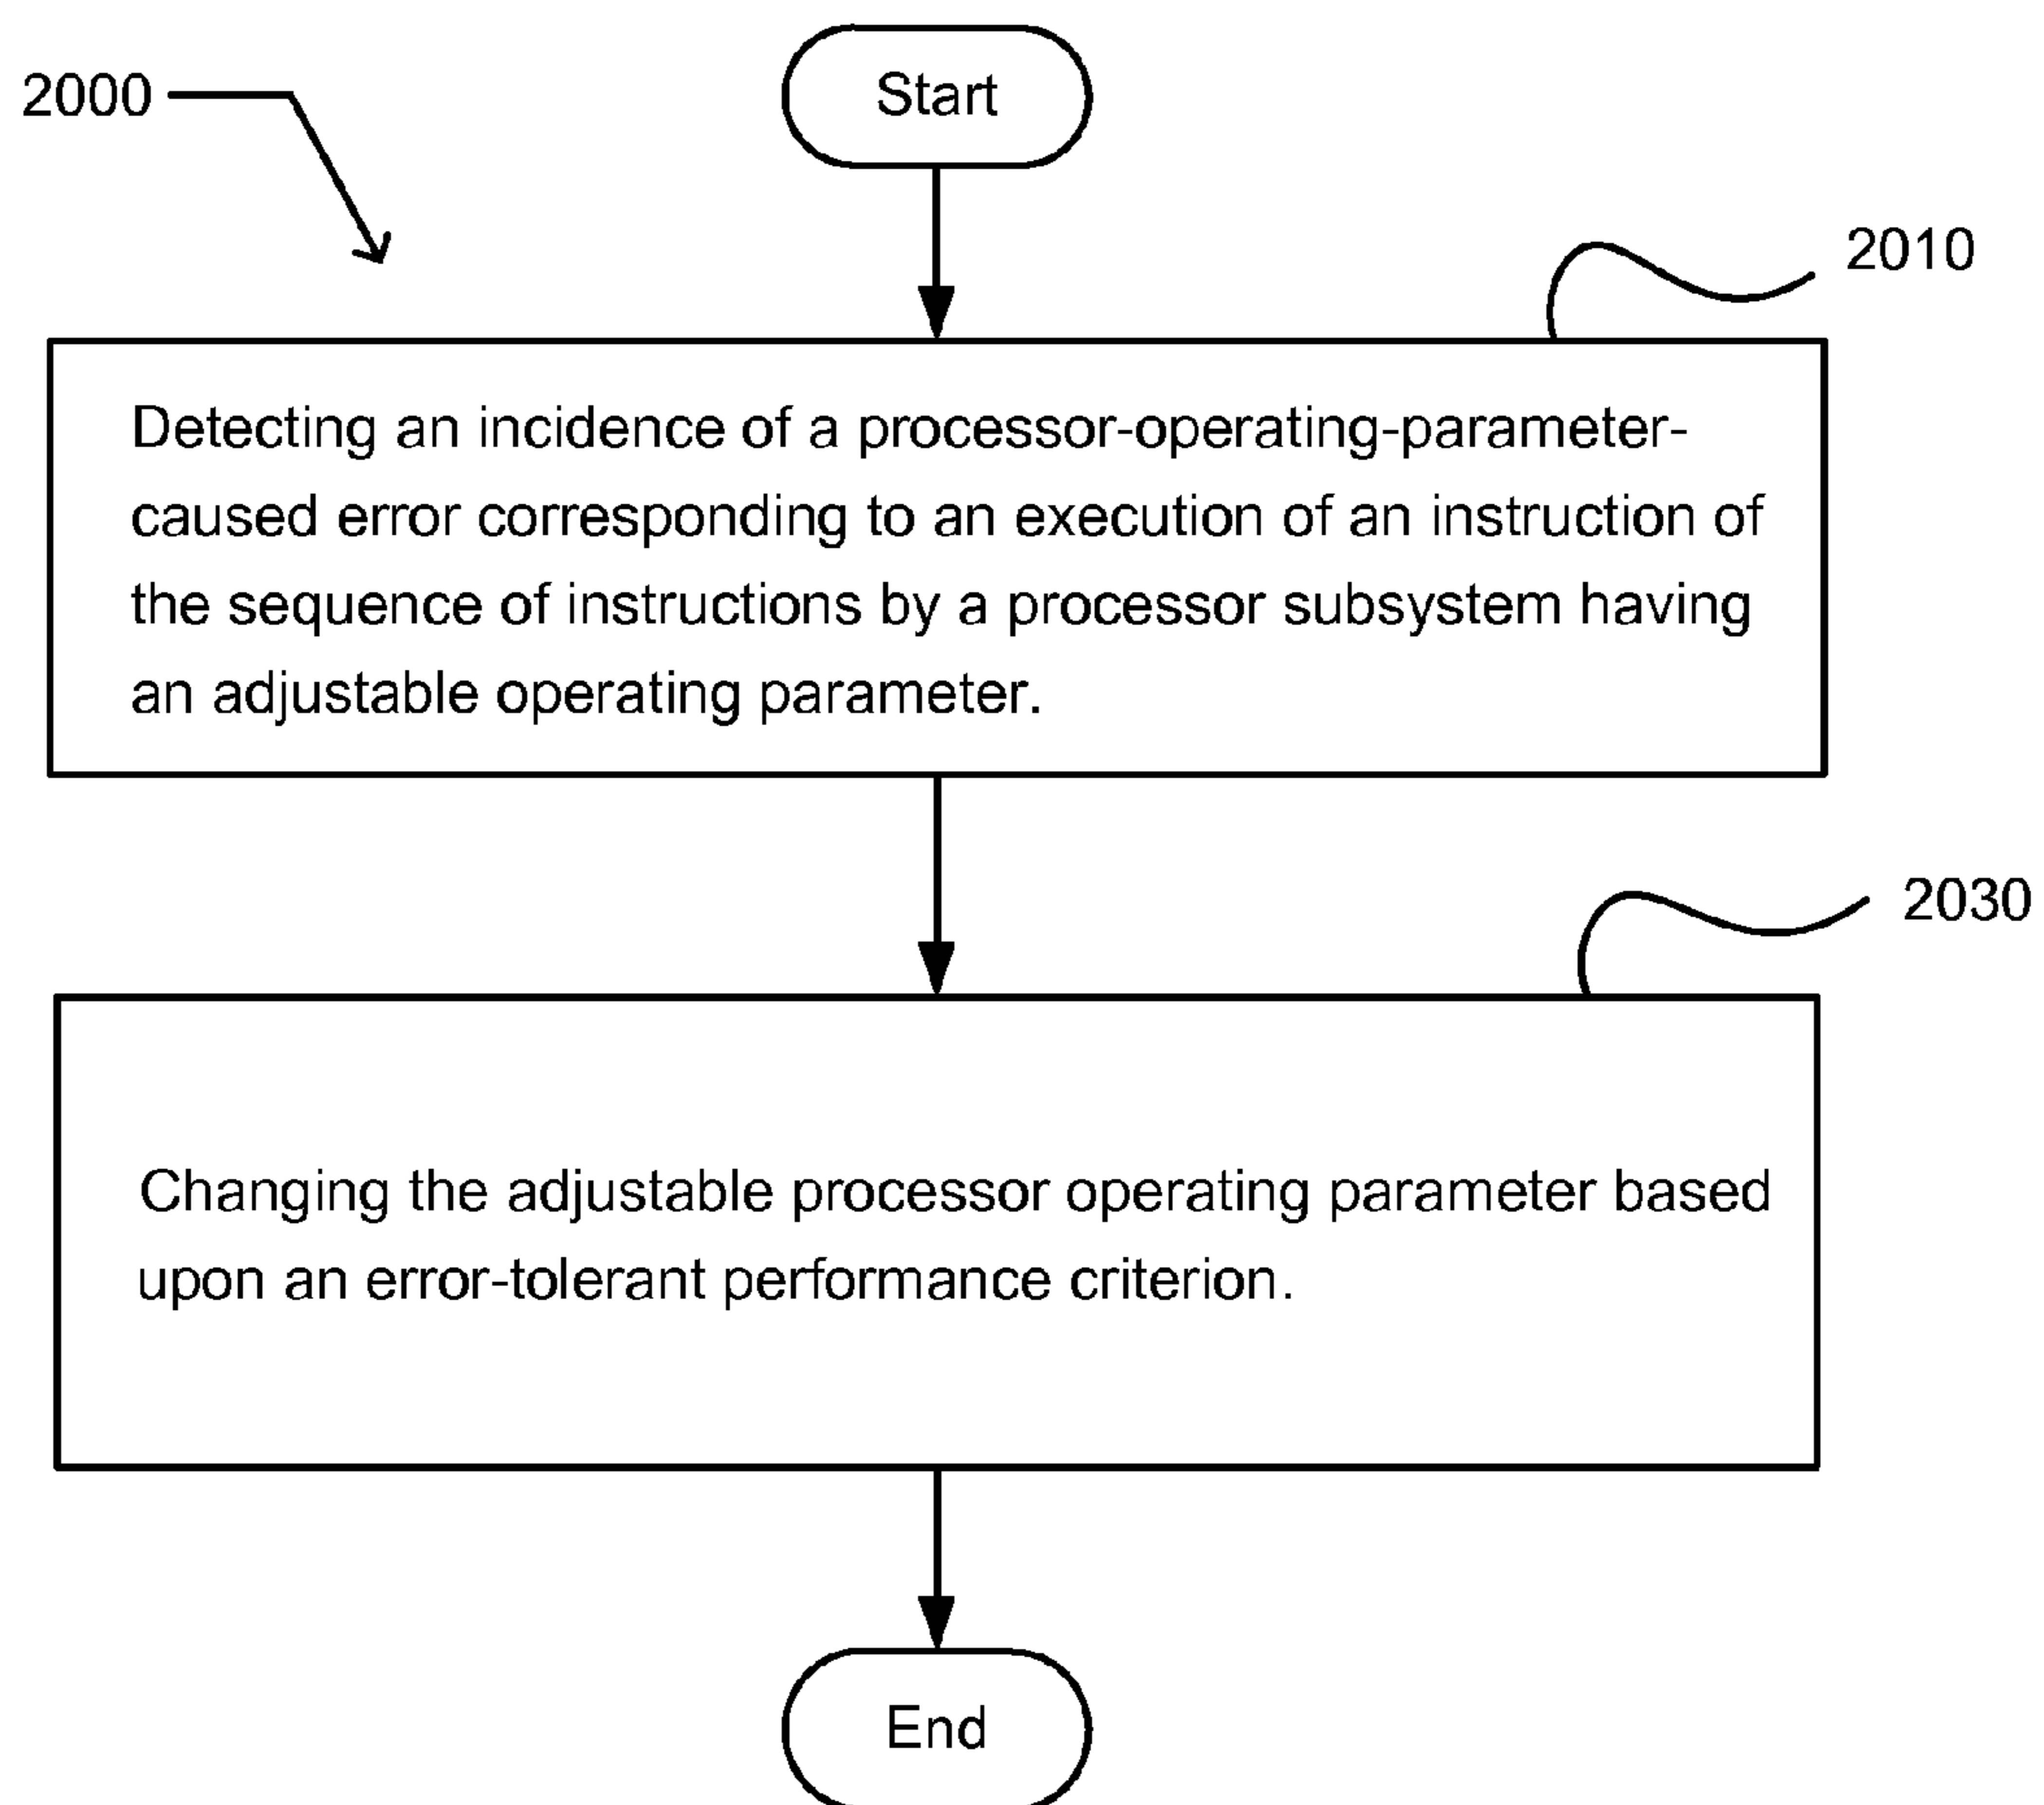 Start
2000
2010
Detecting an incidence of a processor-operating-parameter-
caused error corresponding to an execution of an instruction of
the sequence of instructions by a processor subsystem having
an adjustable operating parameter.
2030
Changing the adjustable processor operating parameter based
upon an error-tolerant performance criterion.
End